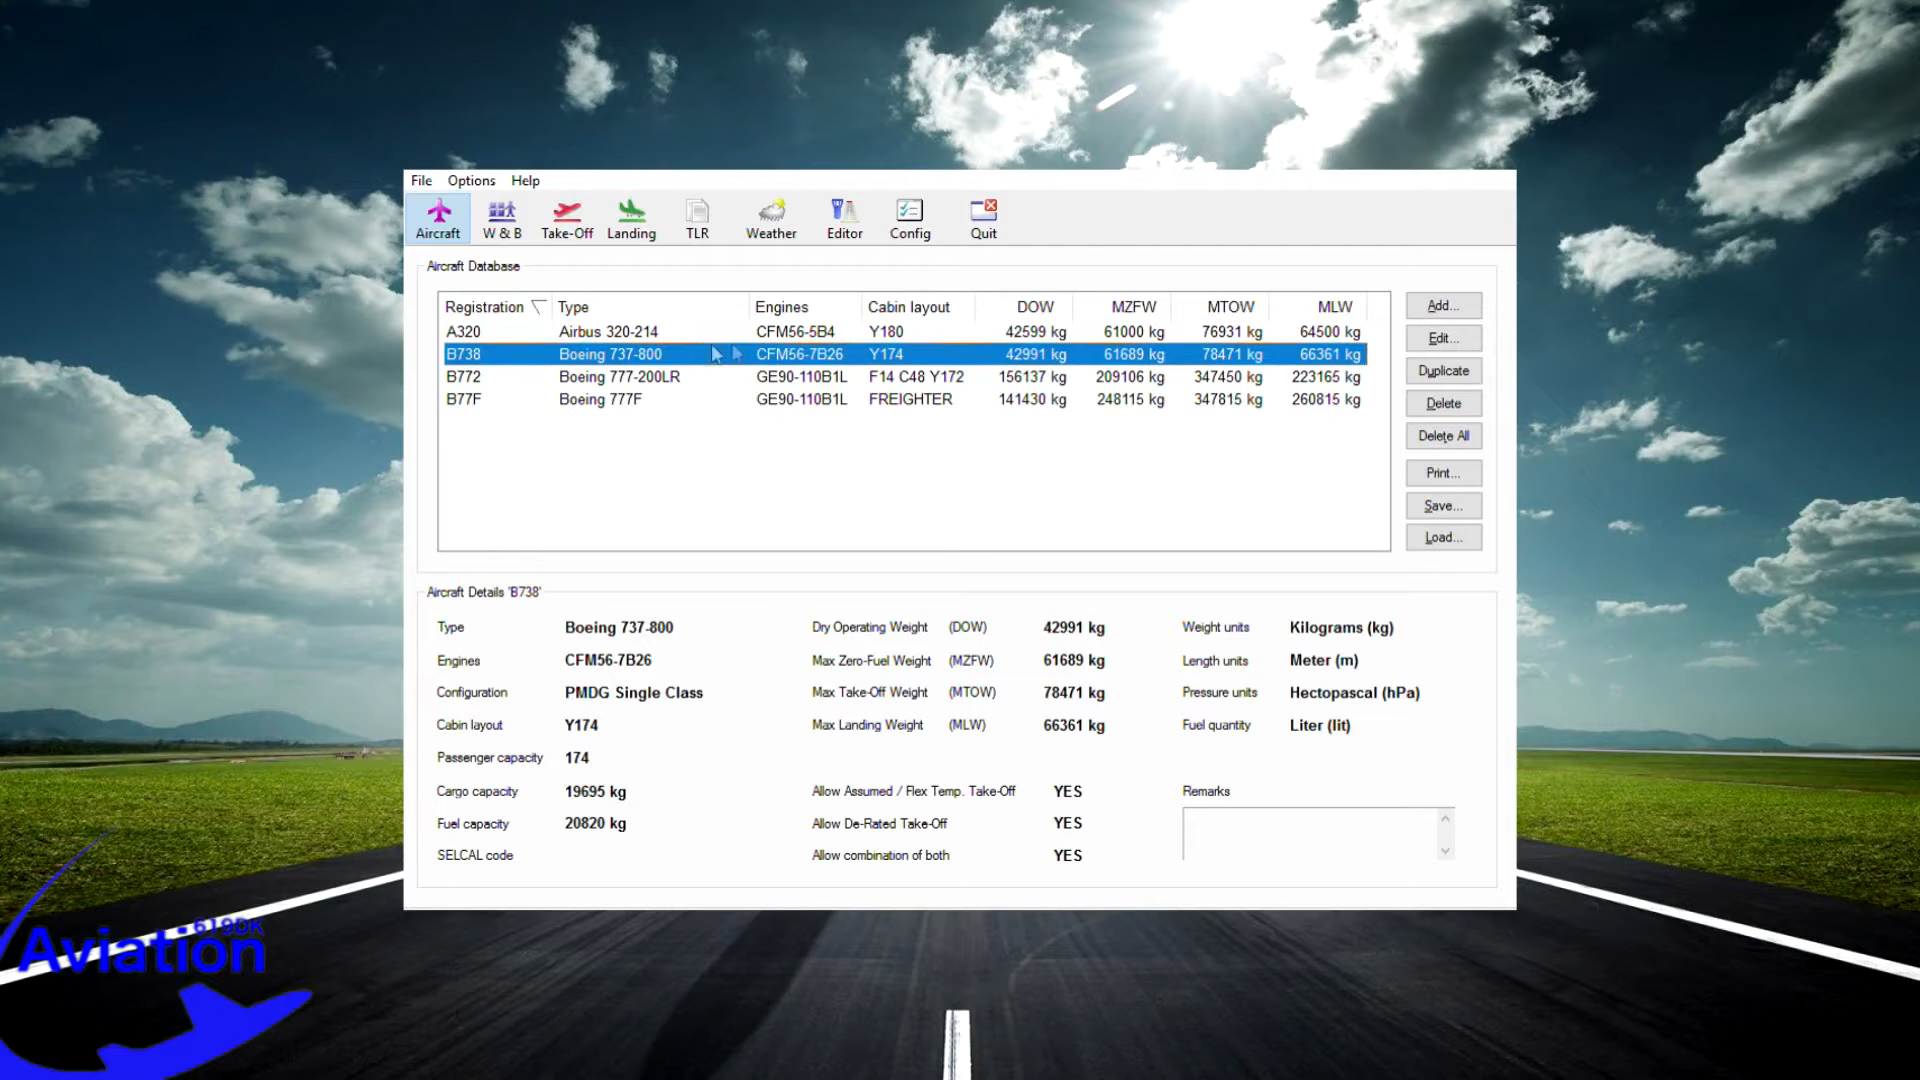 File Options Help
Aircraft W & B Take-Off Landing TLR Weather Editor Config Quit
Aircraft Database
Registration Type Engines Cabin layout DOW MZFW MTOW MLW
A320 Airbus 320-214 CFM56-5B4 Y180 42599 kg 61000 kg 76931 kg 64500 kg
B738 Boeing 737-800 CFM56-7B26 Y174 42991 kg 61689 kg 78471 kg 66361 kg
B772 Boeing 777-200LR GE90-110B1L F14 C48 Y172 156137 kg 209106 kg 347450 kg 223165 kg
B77F Boeing 777F GE90-110B1L FREIGHTER 141430 kg 248115 kg 347815 kg 260815 kg
Add...
Edit...
Duplicate
Delete
Delete All
Print...
Save...
Load...
Aircraft Details 'B738'
Type Boeing 737-800 Dry Operating Weight (DOW) 42991 kg Weight units Kilograms (kg)
Engines CFM56-7B26 Max Zero-Fuel Weight (MZFW) 61689 kg Length units Meter (m)
Configuration PMDG Single Class Max Take-Off Weight (MTOW) 78471 kg Pressure units Hectopascal (hPa)
Cabin layout Y174 Max Landing Weight (MLW) 66361 kg Fuel quantity Liter (lit)
Passenger capacity 174
Cargo capacity 19695 kg Allow Assumed / Flex Temp. Take-Off YES Remarks
Fuel capacity 20820 kg Allow De-Rated Take-Off YES
SELCAL code Allow combination of both YES
619DK
Aviation